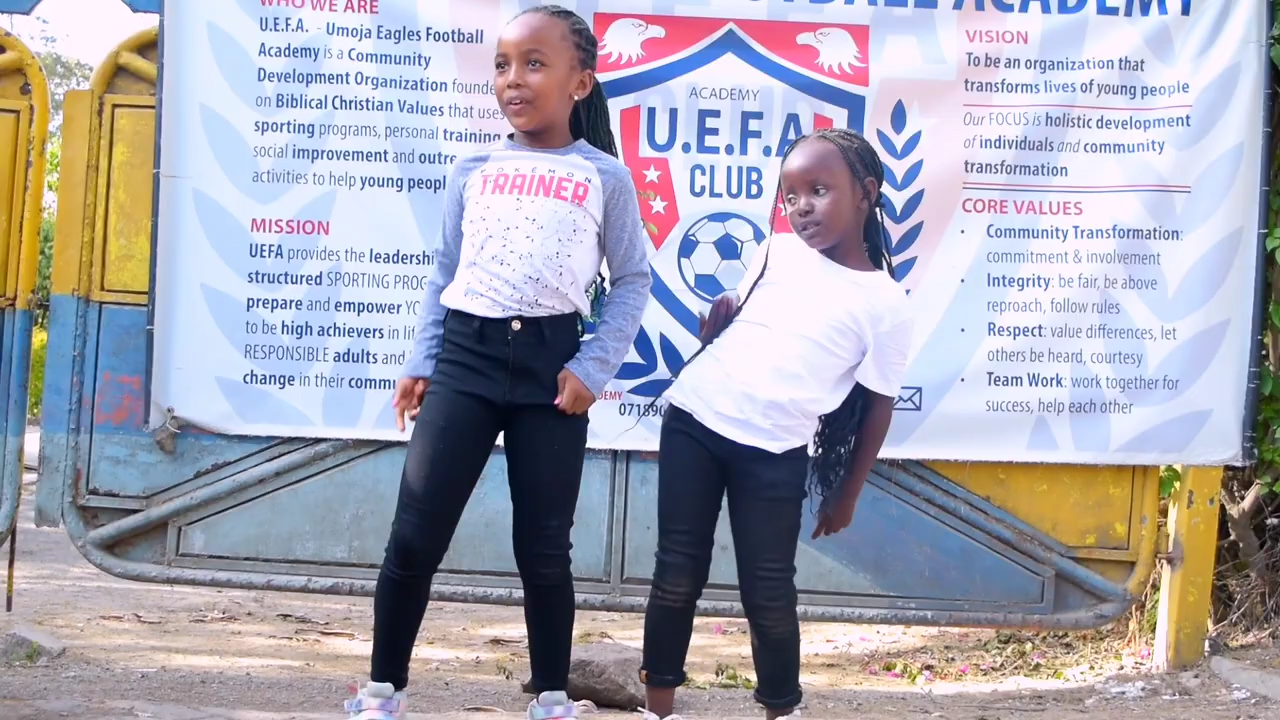 WHO WE ARE
U.E.F.A. - Umoja Eagles Football
Academy is a Community
Development Organization
on Biblical Christian Values that uses
sporting programs, personal training
social improvement and
activities to help young
MISSION
UEFA provides the
structured SPORTING
prepare and empower
to be high achievers in
RESPONSIBLE adults and
change in their
POKÉMON
TRAINER
ACADEMY
ACADEMY
U.E.F.A
CLUB
VISION
To be an organization that
transforms lives of young people
Our FOCUS is holistic development
of individuals and community
transformation
CORE VALUES
• Community Transformation:
commitment & involvement
• Integrity: be fair, be above
reproach, follow rules
• Respect: value differences, let
others be heard, courtesy
• Team Work: work together for
success, help each other